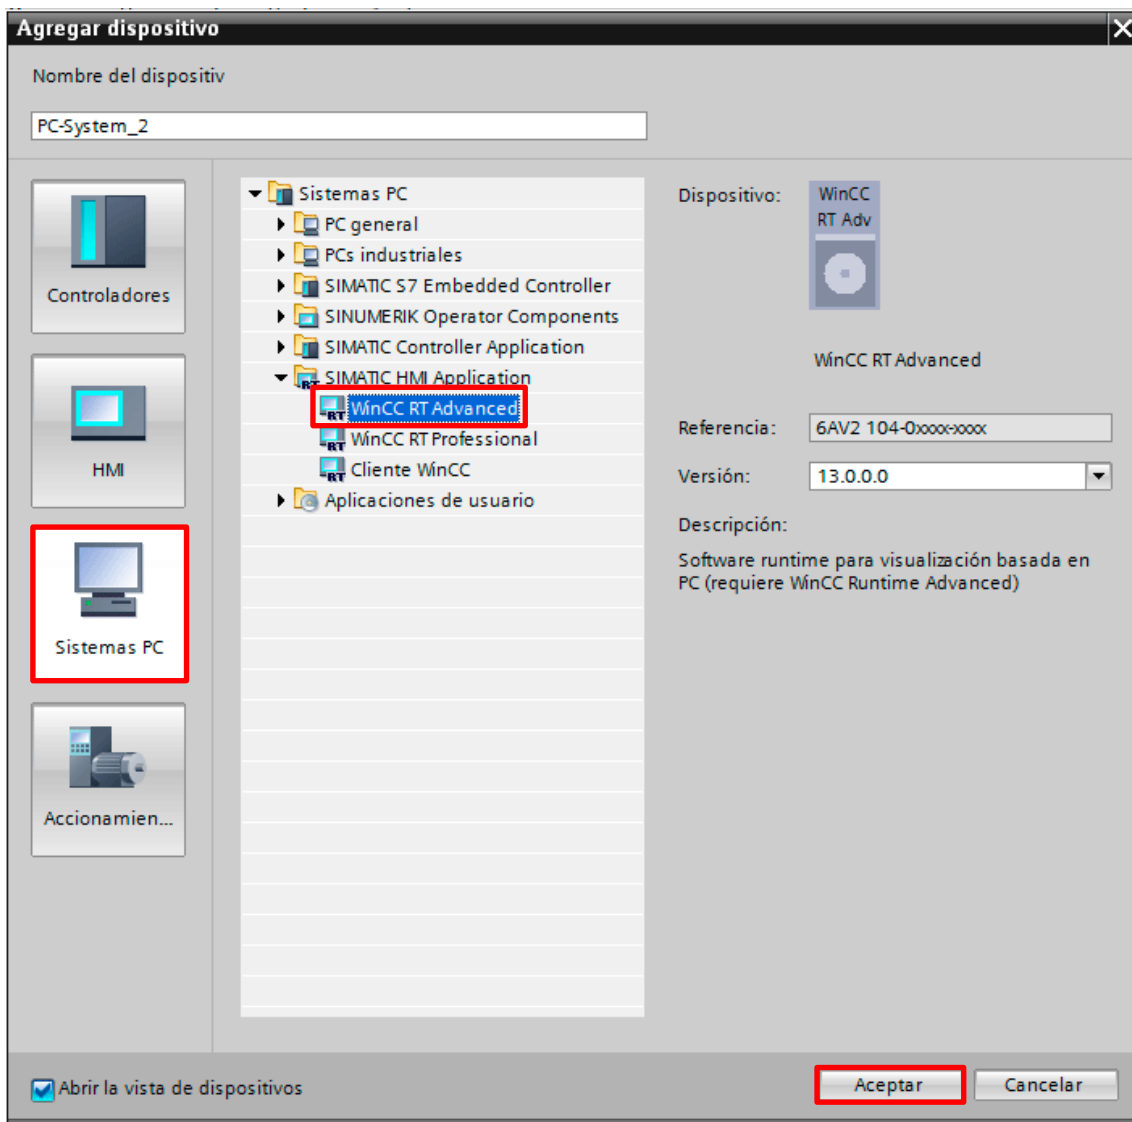 Agregar dispositivo
Nombre del dispositiv
PC-System_2
Controladores
HMI
Sistemas PC
Accionamien...
Sistemas PC
PC general
PCs industriales
SIMATIC S7 Embedded Controller
SINUMERIK Operator Components
SIMATIC Controller Application
SIMATIC HMI Application
WinCC RT Advanced
WinCC RT Professional
Cliente WinCC
Aplicaciones de usuario
Dispositivo:
WinCC
RT Adv
WinCC RT Advanced
Referencia: 6AV2 104-0xxxx-xxxx
Versión: 13.0.0.0
Descripción:
Software runtime para visualización basada en
PC (requiere WinCC Runtime Advanced)
Abrir la vista de dispositivos
Aceptar Cancelar